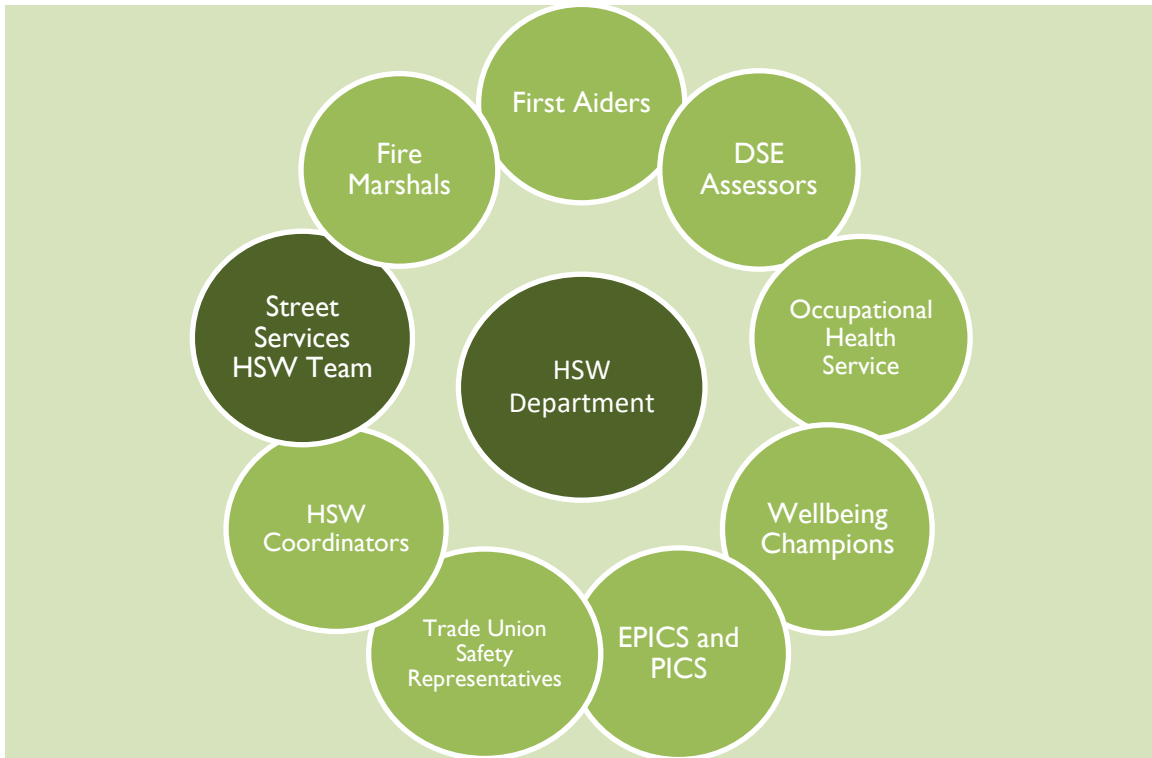 First Aiders
DSE
Assessors
Occupational
Health
Service
Wellbeing
Champions
EPICS and
PICS
Trade Union
Safety
Representatives
HSW
Coordinators
Street
Services
HSW Team
Fire
Marshals
HSW
Department